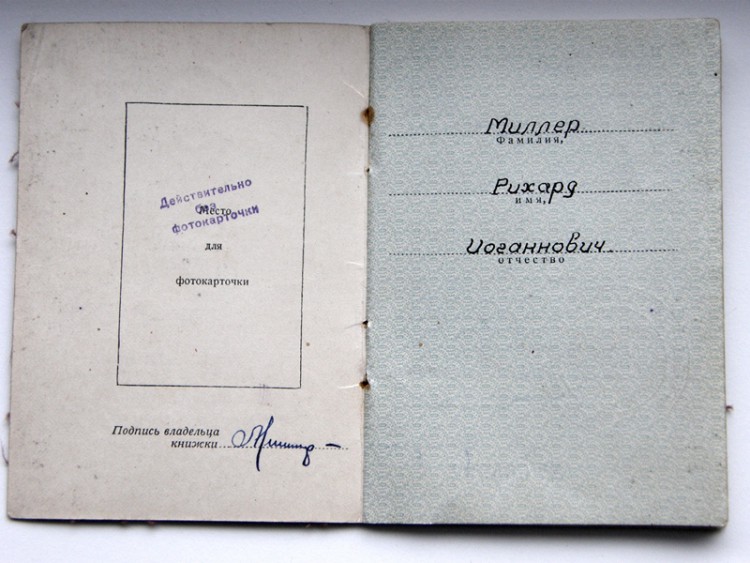 Действительно
без
фотокарточки
Место
для
фотокарточки
Подпись владельца
книжки
Миллер
Фамилия,
Рихард
имя,
Иоганнович
отчество